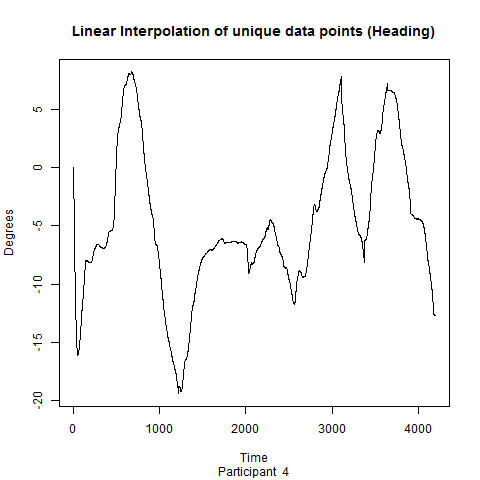 Linear Interpolation of unique data points (Heading)
Degrees
5
0
-5
-10
-15
-20
0 1000 2000 3000 4000
Time
Participant 4